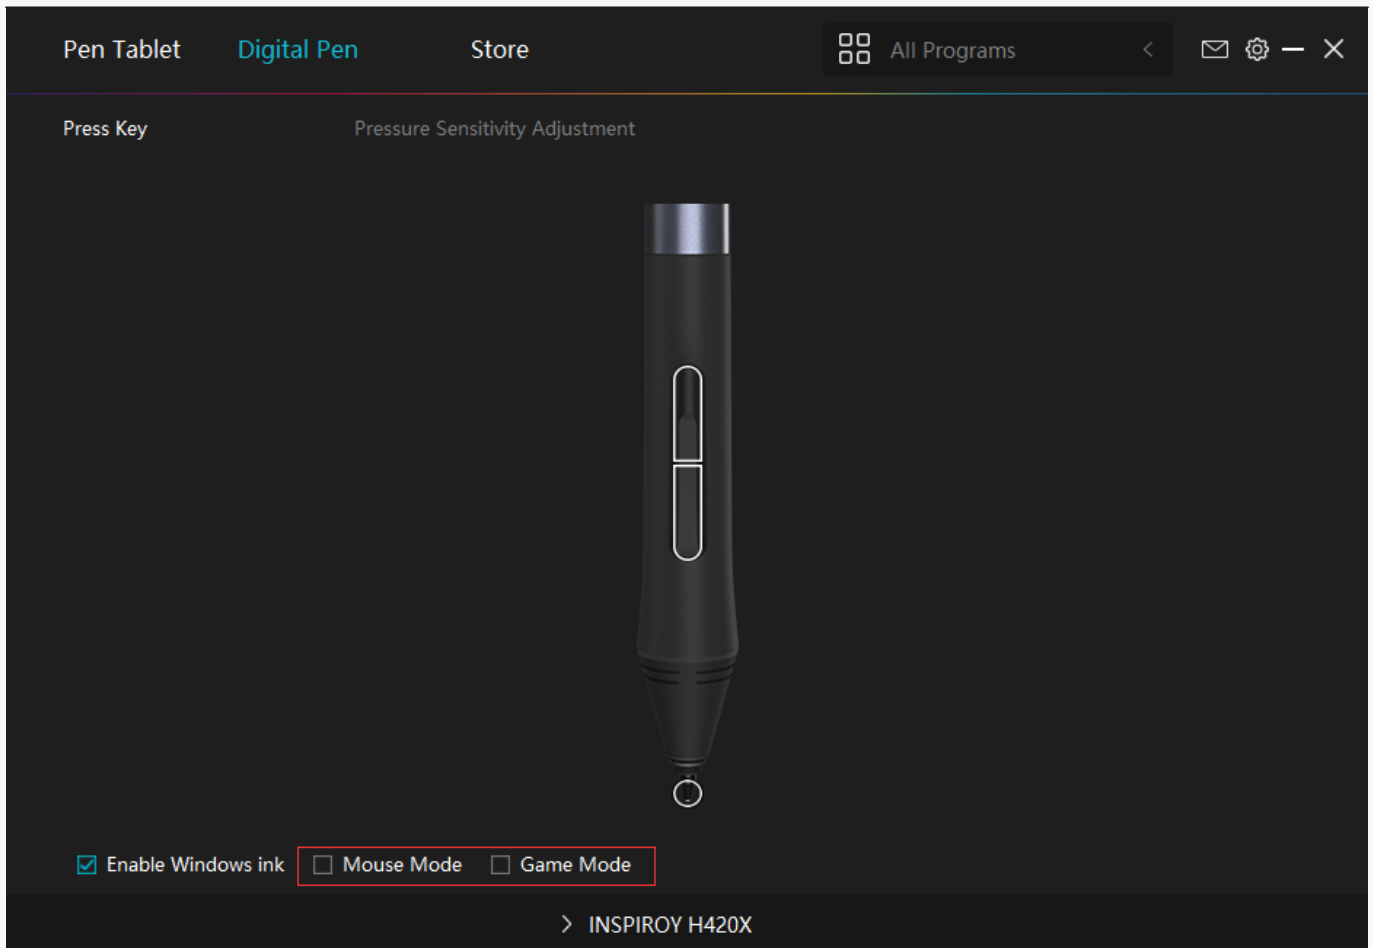 Pen Tablet Digital Pen Store All Programs
Press Key Pressure Sensitivity Adjustment
Enable Windows ink Mouse Mode Game Mode
INSPIROY H420X